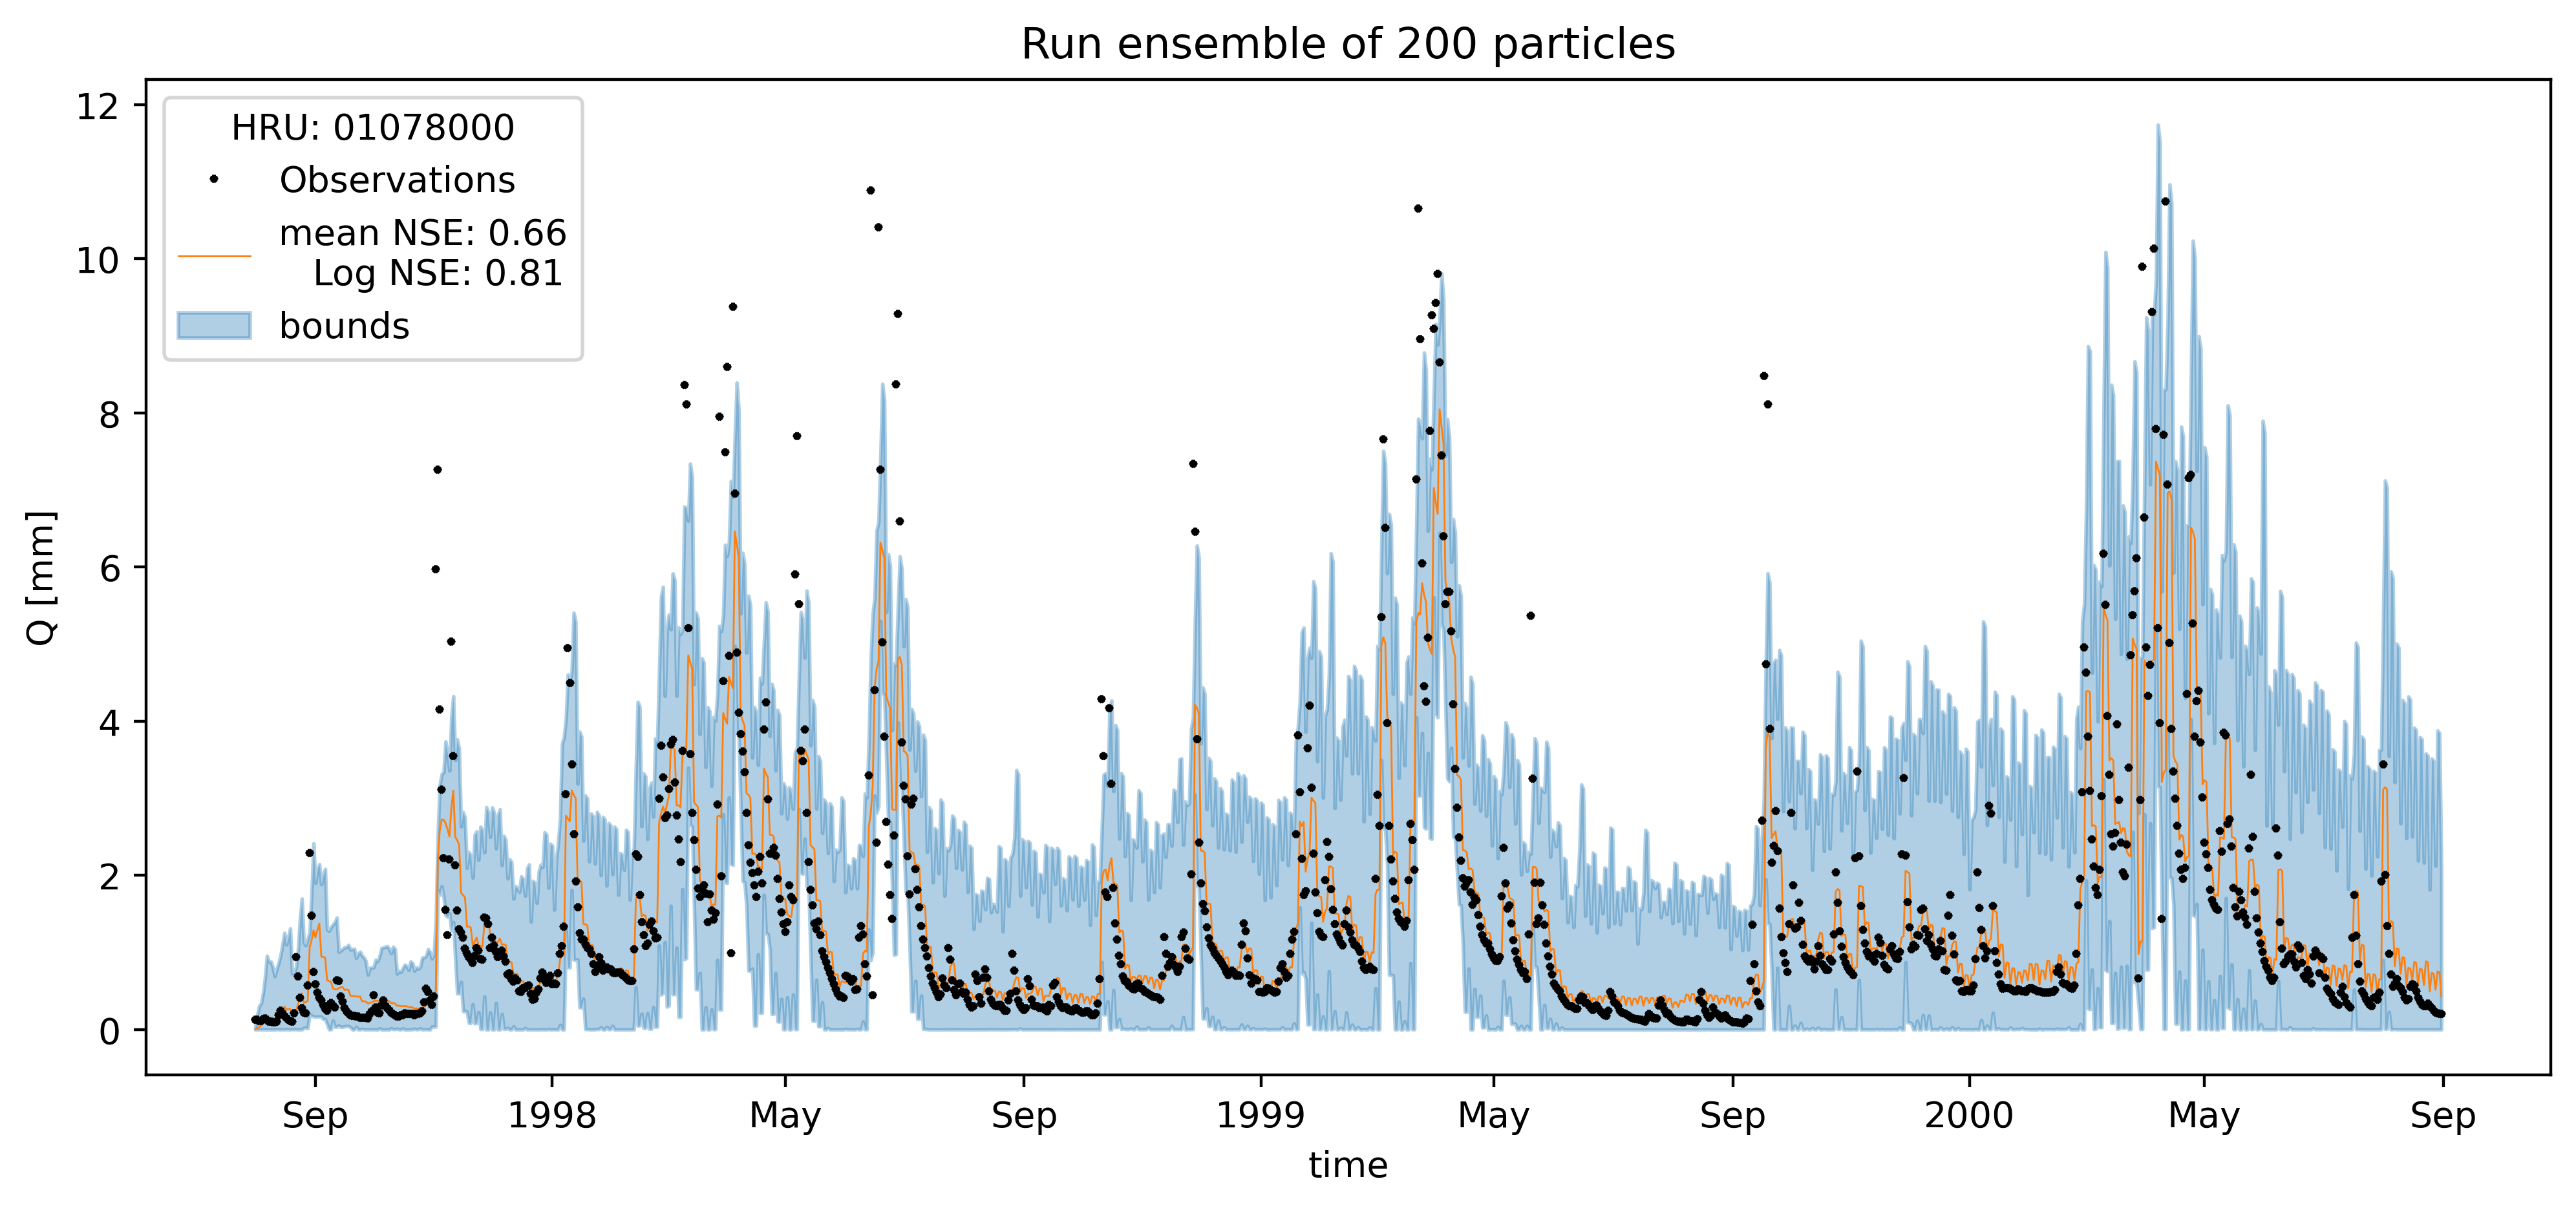 Run ensemble of 200 particles
HRU: 01078000
Observations
mean NSE: 0.66
Log NSE: 0.81
bounds
12
10
8
6
4
2
0
Q [mm]
Sep 1998 May Sep 1999 May Sep 2000 May Sep
time